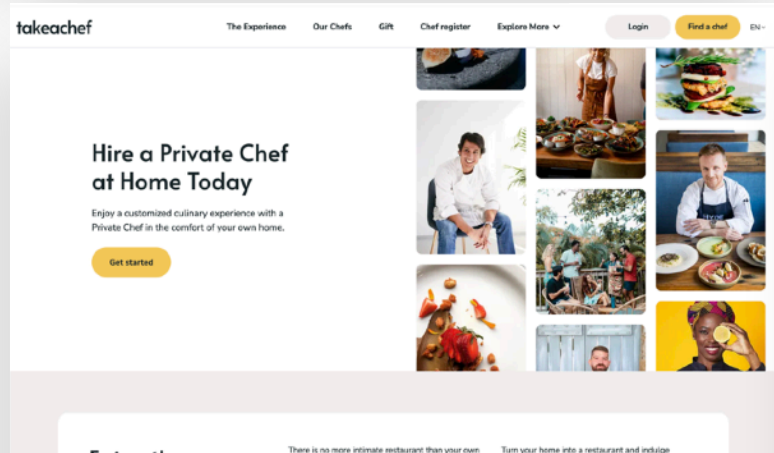 takeachef
The Experience
Our Chefs
Gift
Chef register
Explore More
Login
Find a chef
EN
Hire a Private Chef
at Home Today
Enjoy a customized culinary experience with a
Private Chef in the comfort of your own home.
Get started
There is no more intimate restaurant than your own
Turn your home into a restaurant and indulge